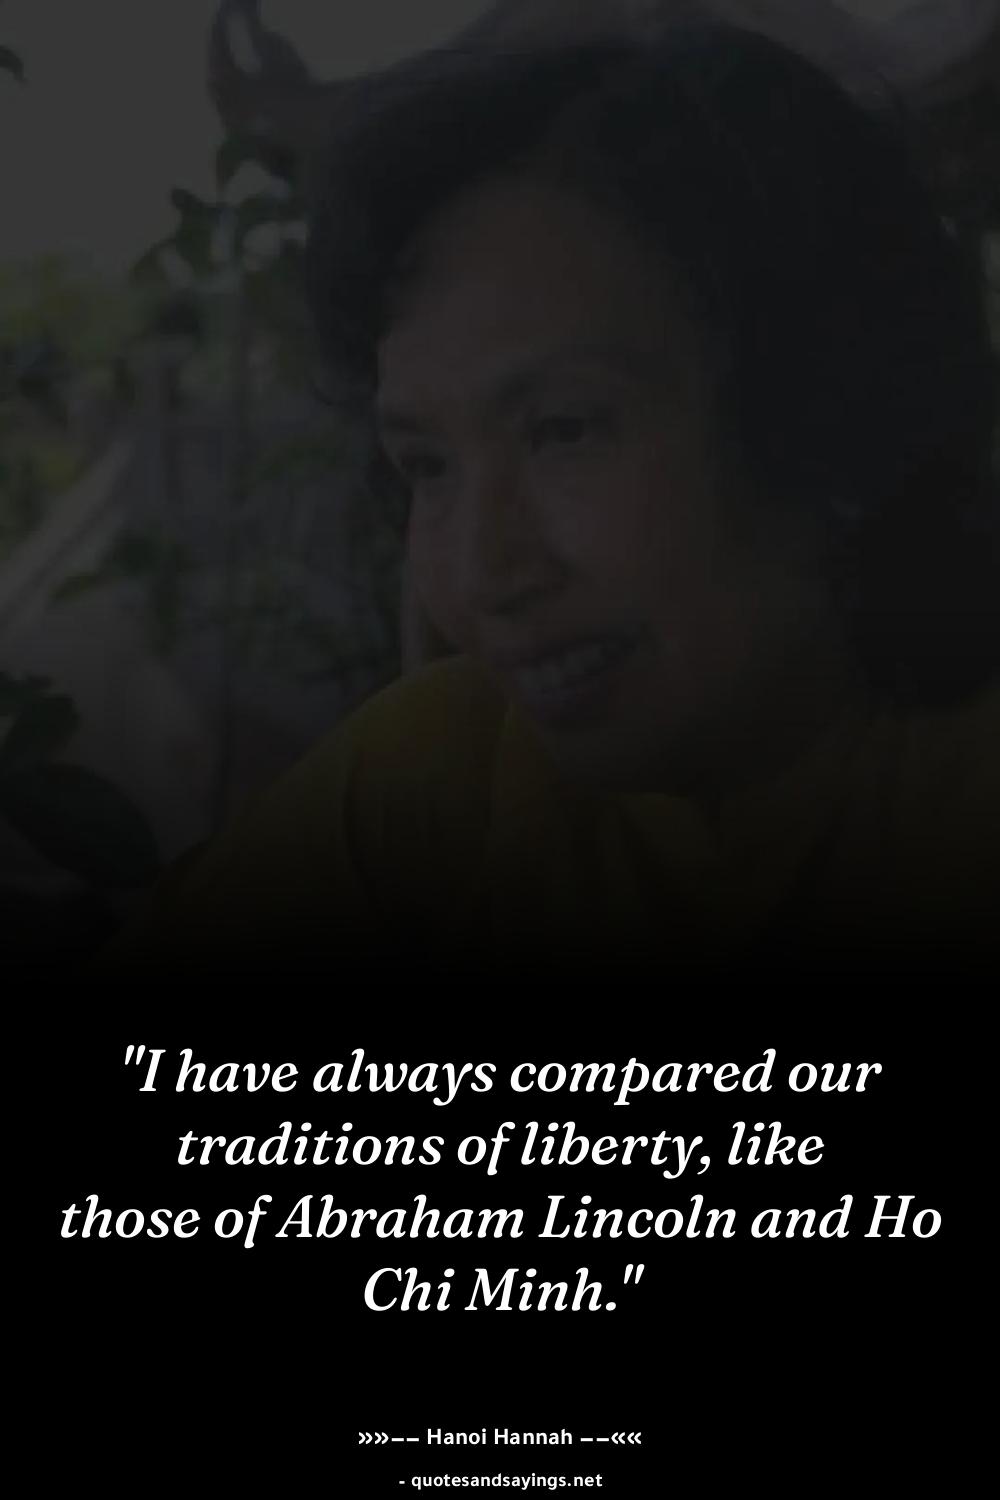 "I have always compared our
traditions of liberty, like
those of Abraham Lincoln and Ho
Chi Minh."
»»–– Hanoi Hannah ––««
- quotesandsayings.net